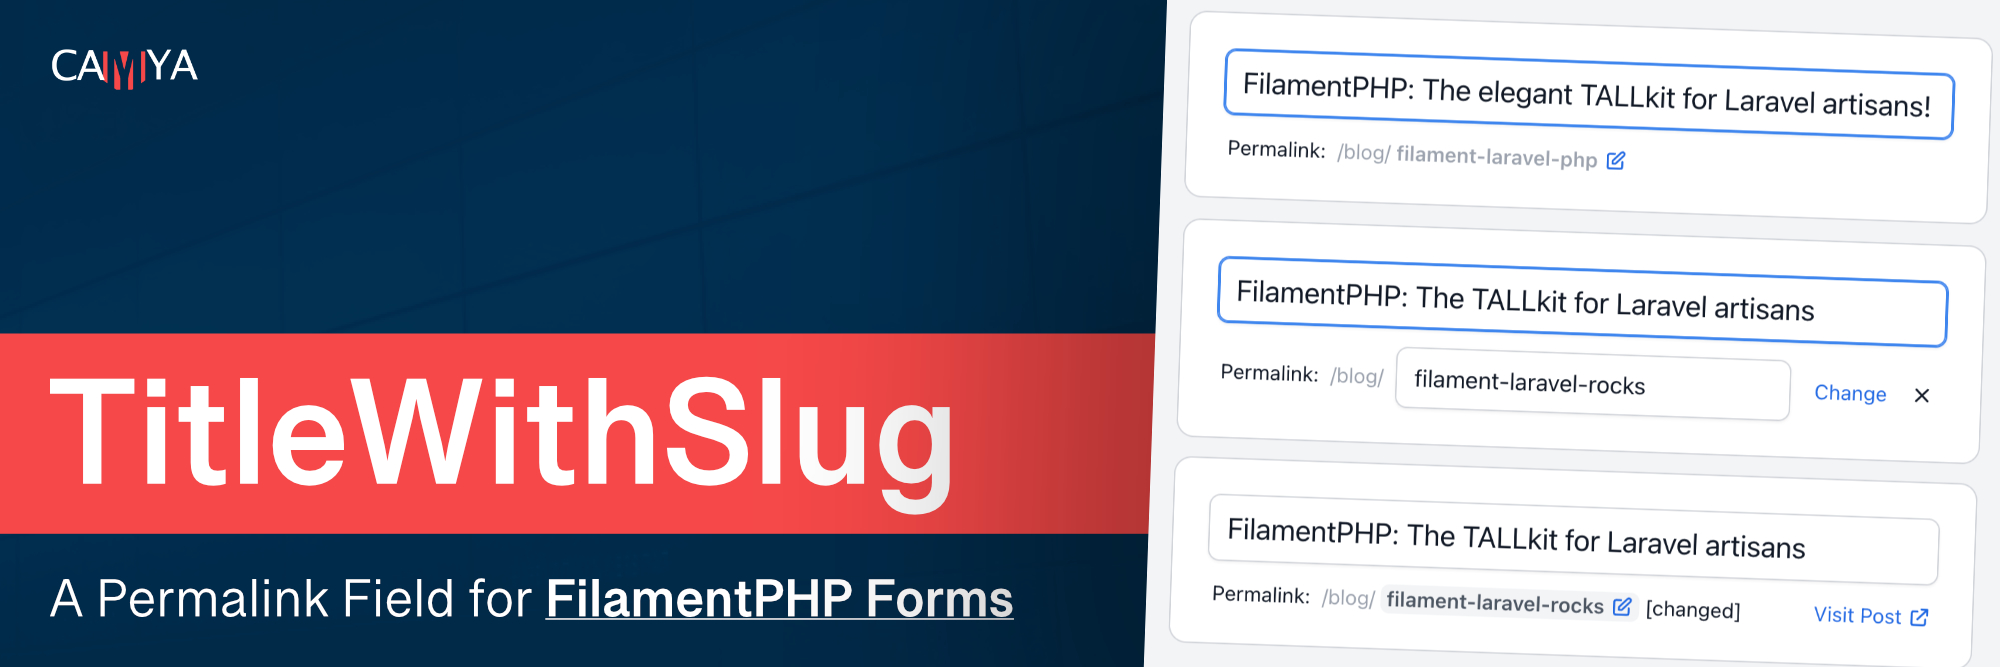 CAMYA
TitleWithSlug
A Permalink Field for FilamentPHP Forms
FilamentPHP: The elegant TALLkit for Laravel artisans!
Permalink: /blog/ filament-laravel-php
FilamentPHP: The TALLkit for Laravel artisans
Permalink: /blog/ filament-laravel-rocks Change
FilamentPHP: The TALLkit for Laravel artisans
Permalink: /blog/ filament-laravel-rocks [changed] Visit Post